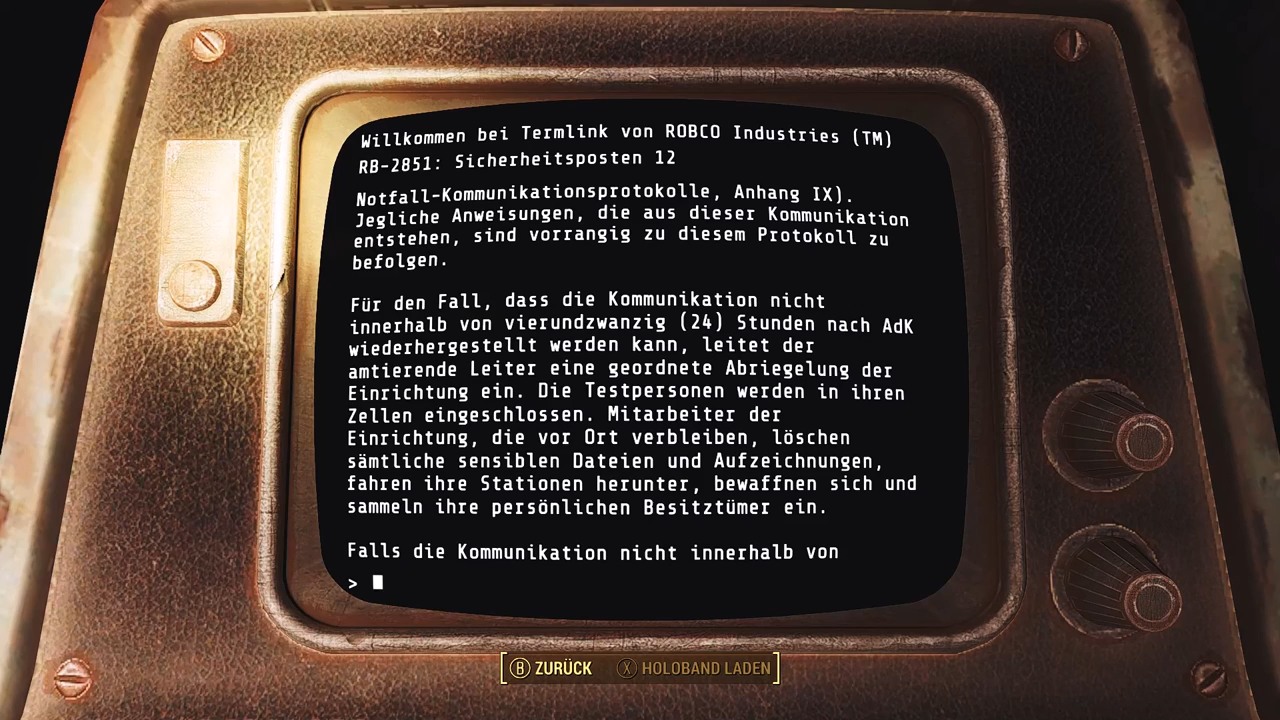 Willkommen bei Termlink von ROBCO Industries (TM)
RB-2851: Sicherheitsposten 12
Notfall-Kommunikationsprotokolle, Anhang IX).
Jegliche Anweisungen, die aus dieser Kommunikation
entstehen, sind vorrangig zu diesem Protokoll zu
befolgen.
Für den Fall, dass die Kommunikation nicht
innerhalb von vierundzwanzig (24) Stunden nach AdK
wiederhergestellt werden kann, leitet der
amtierende Leiter eine geordnete Abriegelung der
Einrichtung ein. Die Testpersonen werden in ihren
Zellen eingeschlossen. Mitarbeiter der
Einrichtung, die vor Ort verbleiben, löschen
sämtliche sensiblen Dateien und Aufzeichnungen,
fahren ihre Stationen herunter, bewaffnen sich und
sammeln ihre persönlichen Besitztümer ein.
Falls die Kommunikation nicht innerhalb von
>
B ZURÜCK X HOLOBAND LADEN